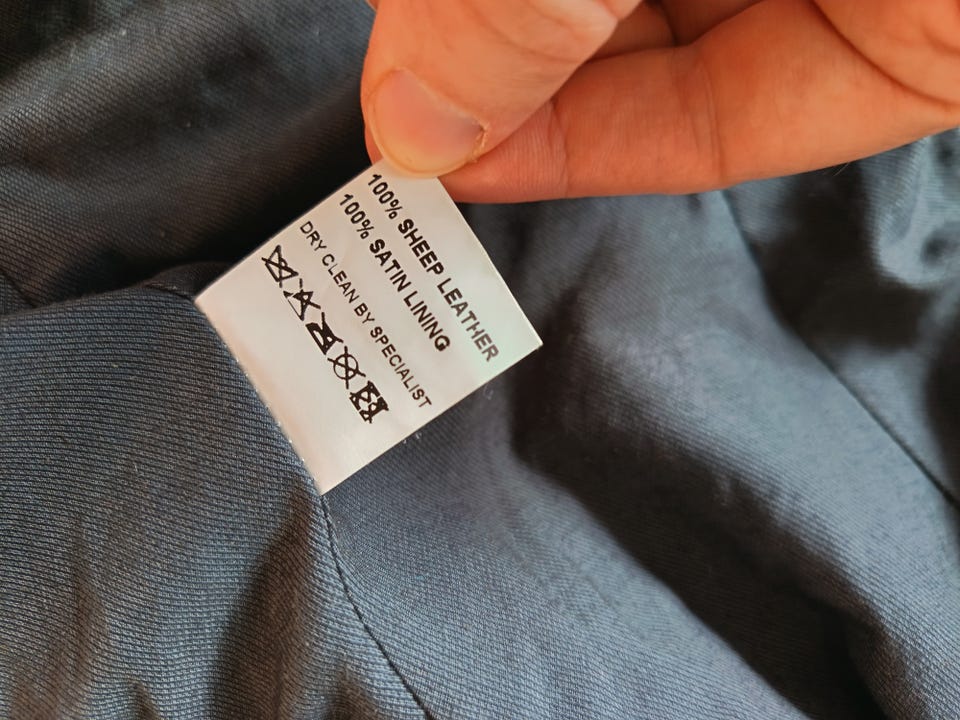 100% SHEEP LEATHER
100% SATIN LINING
DRY CLEAN BY SPECIALIST